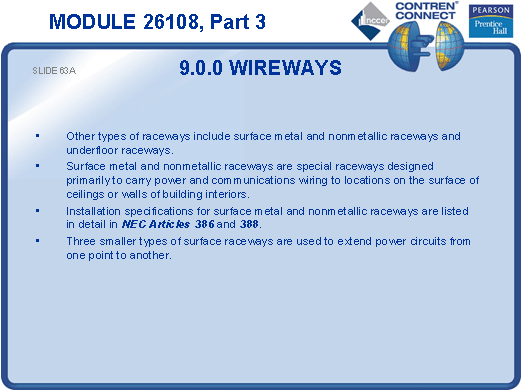 MODULE 26108, Part 3
nccer
CONTREN®
CONNECT
PEARSON
Prentice
Hall
SLIDE 63A
9.0.0 WIREWAYS
• Other types of raceways include surface metal and nonmetallic raceways and
underfloor raceways.
• Surface metal and nonmetallic raceways are special raceways designed
primarily to carry power and communications wiring to locations on the surface of
ceilings or walls of building interiors.
• Installation specifications for surface metal and nonmetallic raceways are listed
in detail in NEC Articles 386 and 388.
• Three smaller types of surface raceways are used to extend power circuits from
one point to another.